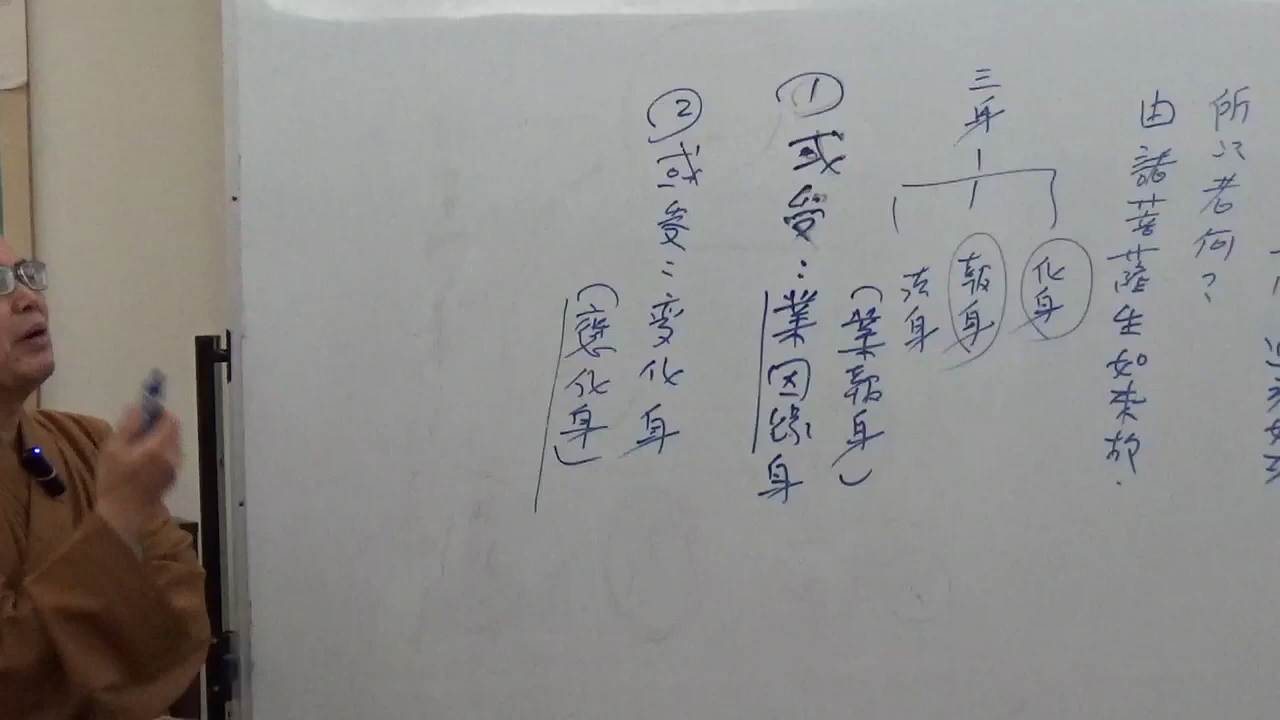 所以者何?
由諸菩薩生如來故.
三身
化身
報身
法身
(業報身)
① 或受:業因緣身
② 或受:变化身
(應化身)